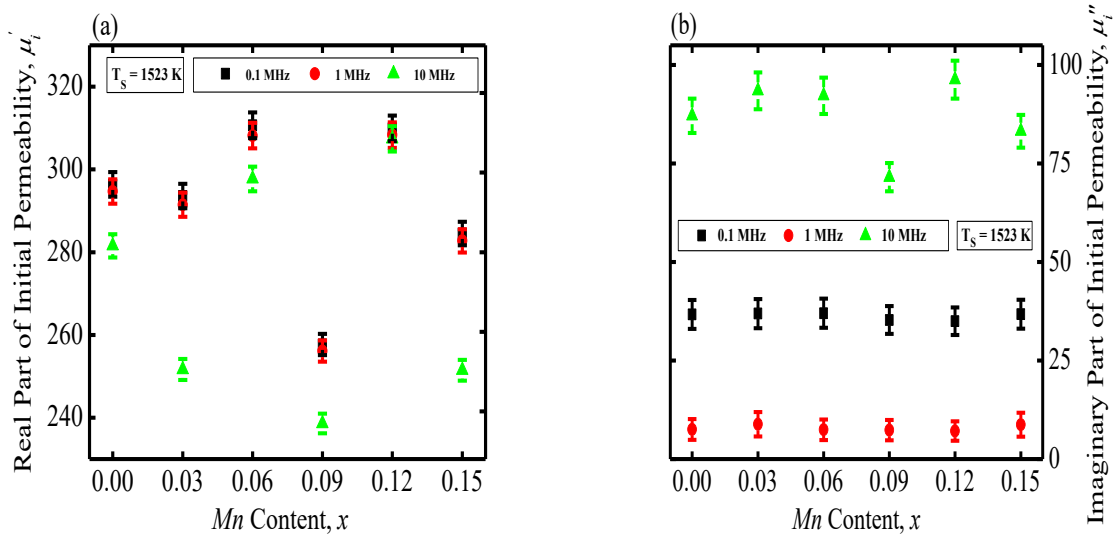 (a)
Real Part of Initial Permeability, μi′
320
300
280
260
240
T_S = 1523 K
0.1 MHz 1 MHz 10 MHz
0.00 0.03 0.06 0.09 0.12 0.15
Mn Content, x
(b)
Imaginary Part of Initial Permeability, μi″
100
75
50
25
0
0.1 MHz 1 MHz 10 MHz T_S = 1523 K
0.00 0.03 0.06 0.09 0.12 0.15
Mn Content, x